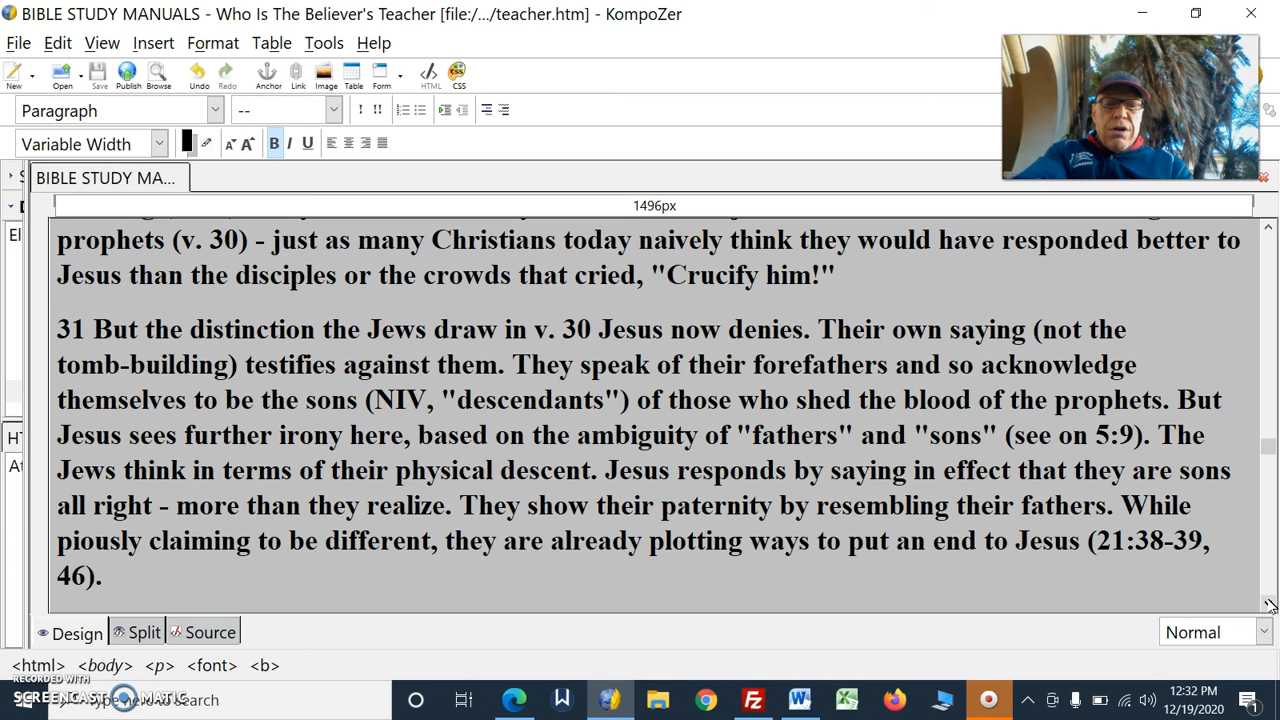 BIBLE STUDY MANUALS - Who Is The Believer's Teacher [file:/.../teacher.htm] - KompoZer
File Edit View Insert Format Table Tools Help
New Open Save Publish Browse Undo Redo Anchor Link Image Table Form HTML CSS
Paragraph --
Variable Width B I U
BIBLE STUDY MA...
1496px
prophets (v. 30) - just as many Christians today naively think they would have responded better to
Jesus than the disciples or the crowds that cried, "Crucify him!"
31 But the distinction the Jews draw in v. 30 Jesus now denies. Their own saying (not the
tomb-building) testifies against them. They speak of their forefathers and so acknowledge
themselves to be the sons (NIV, "descendants") of those who shed the blood of the prophets. But
Jesus sees further irony here, based on the ambiguity of "fathers" and "sons" (see on 5:9). The
Jews think in terms of their physical descent. Jesus responds by saying in effect that they are sons
all right - more than they realize. They show their paternity by resembling their fathers. While
piously claiming to be different, they are already plotting ways to put an end to Jesus (21:38-39,
46).
Design Split Source Normal
<html> <body> <p> <font> <b>
RECORDED WITH
SCREENCAST MATIC
Type here to search
12:32 PM
12/19/2020